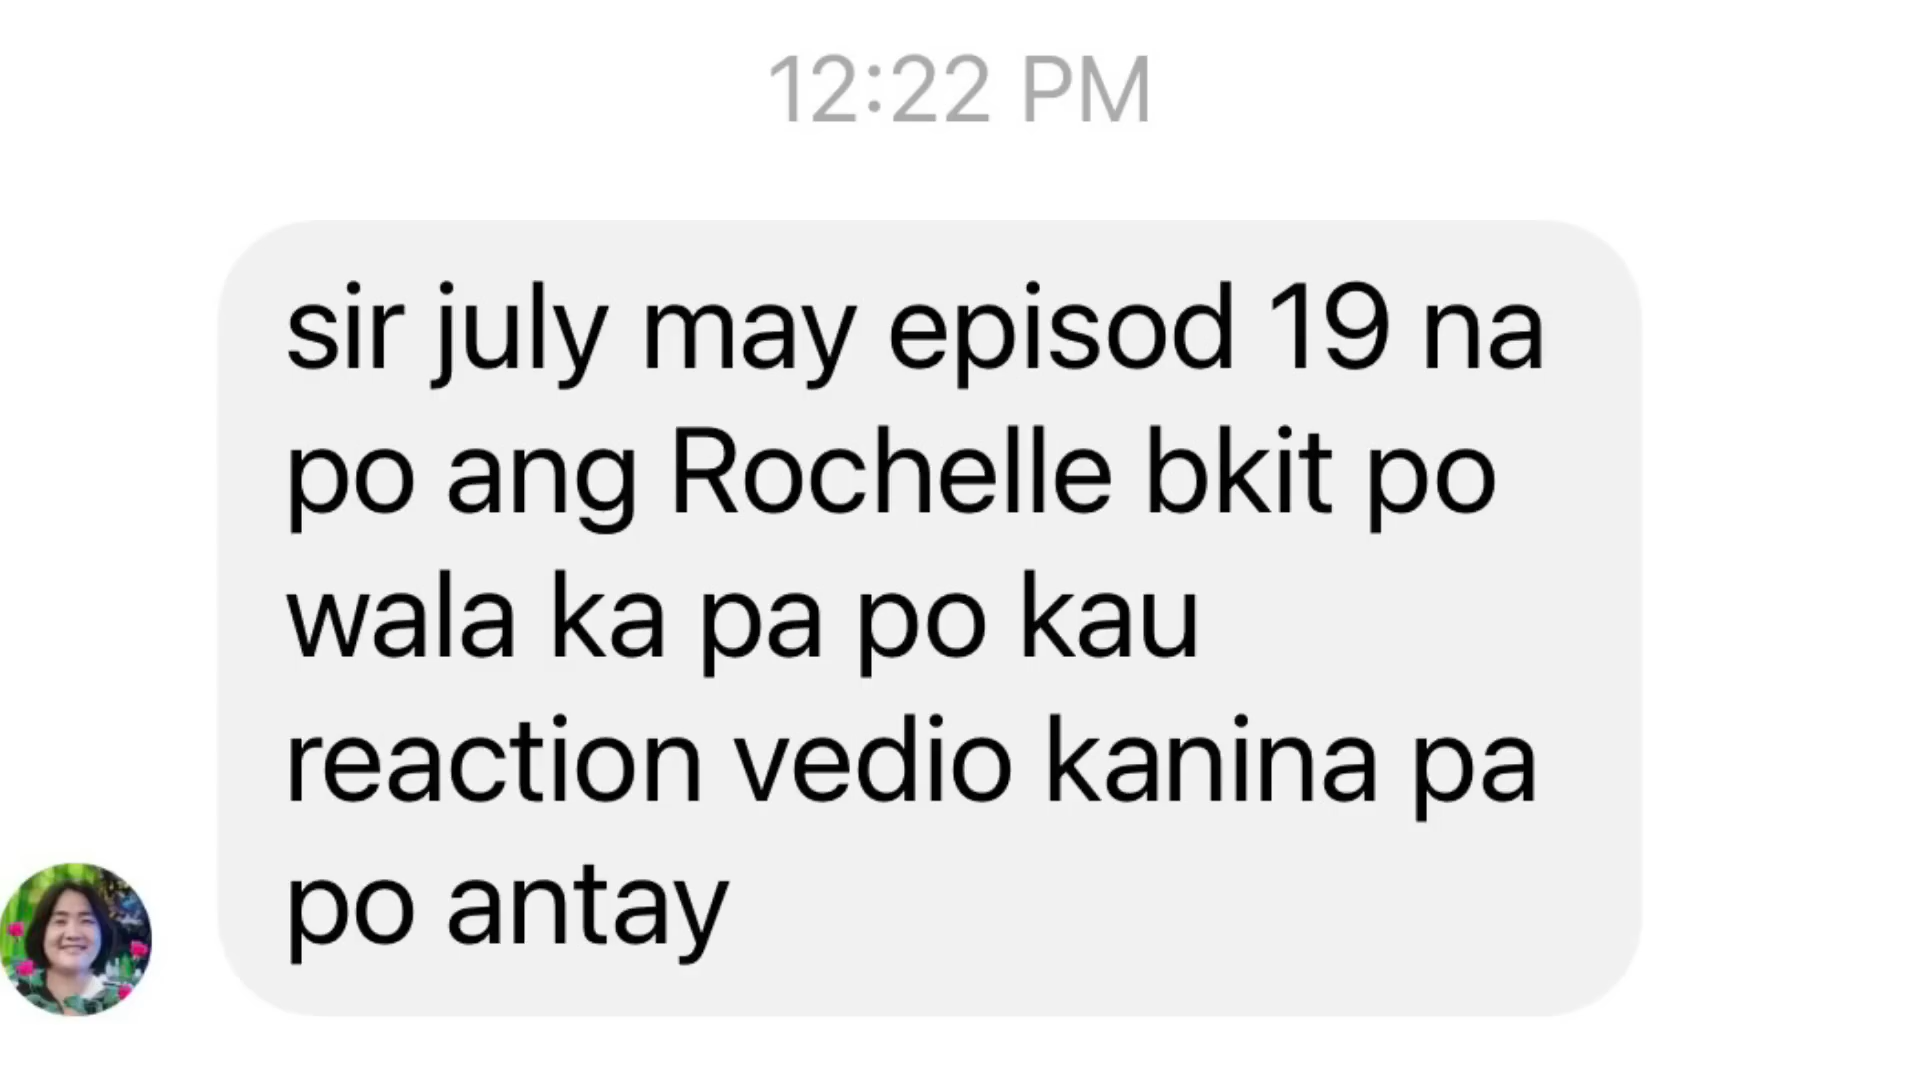 12:22 PM
sir july may episod 19 na
po ang Rochelle bkit po
wala ka pa po kau
reaction vedio kanina pa
po antay